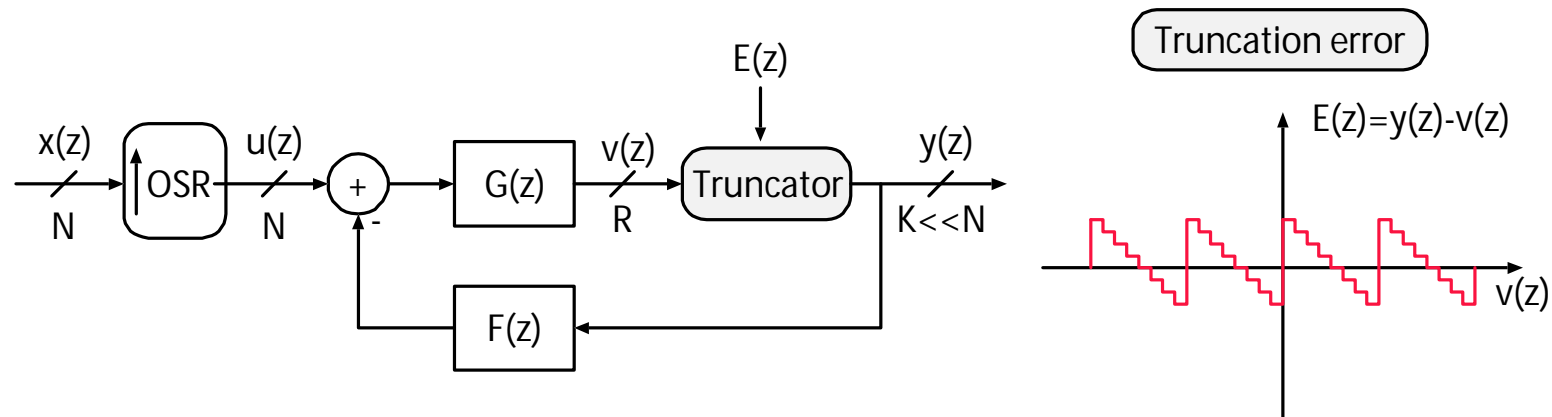 x(z)
N
OSR
u(z)
N
+
-
G(z)
v(z)
R
E(z)
Truncator
y(z)
K<<N
F(z)
Truncation error
E(z)=y(z)-v(z)
v(z)